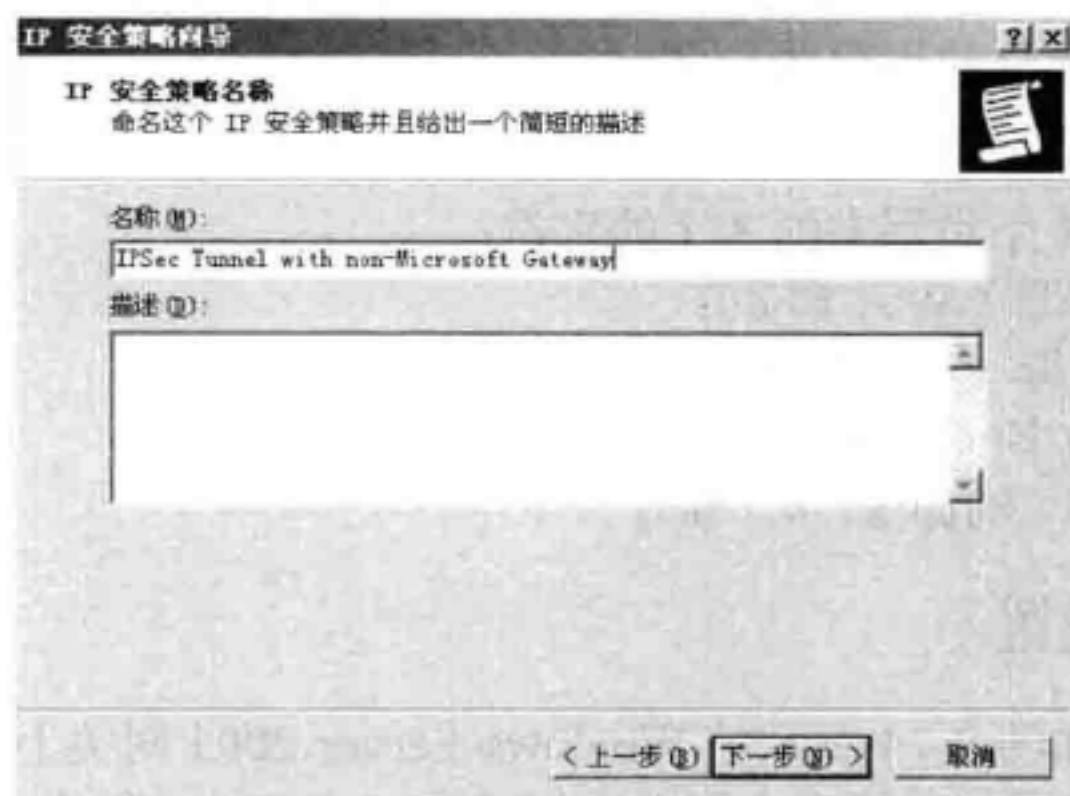 IP 安全策略向导
IP 安全策略名称
命名这个 IP 安全策略并且给出一个简短的描述
名称(M):
IPSec Tunnel with non-Microsoft Gateway
描述(D):
< 上一步(B) 下一步(N) > 取消